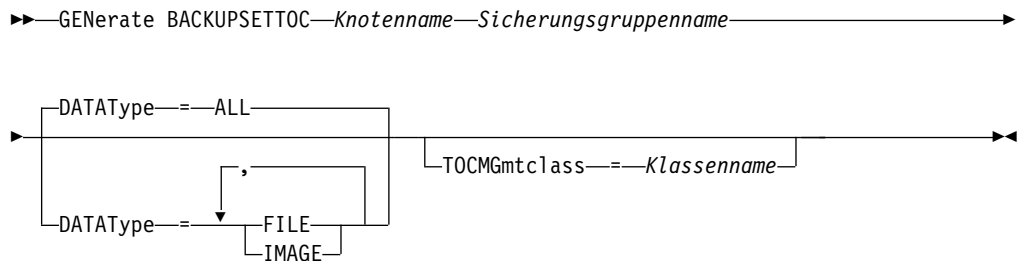 GENerate BACKUPSETTOC Knotenname Sicherungsgruppenname
DATAType = ALL
TOCMGmtclass = Klassenname
,
DATAType = FILE
IMAGE